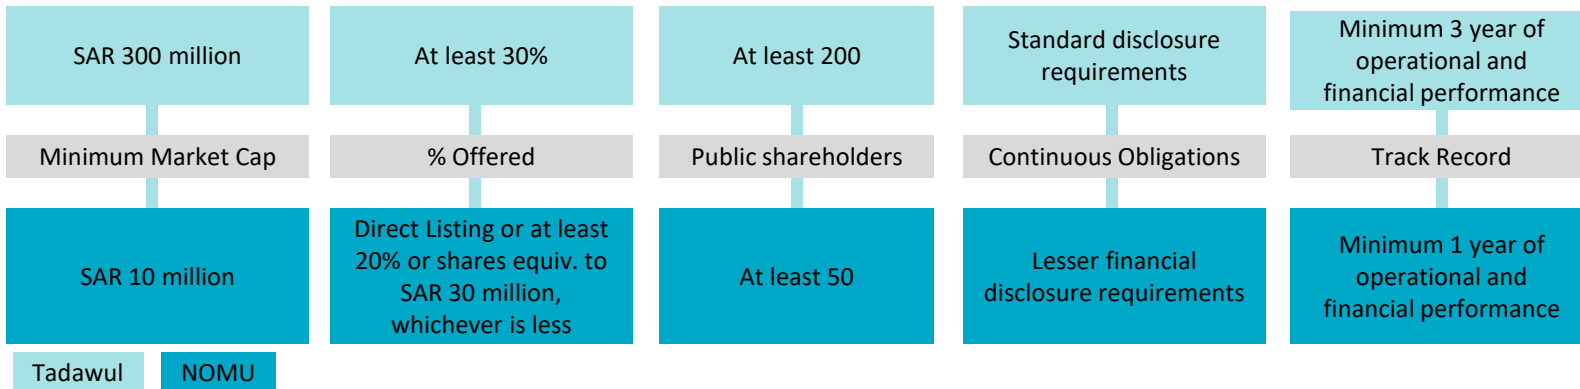 SAR 300 million
At least 30%
At least 200
Standard disclosure
requirements
Minimum 3 year of
operational and
financial performance
Minimum Market Cap
% Offered
Public shareholders
Continuous Obligations
Track Record
SAR 10 million
Direct Listing or at least
20% or shares equiv. to
SAR 30 million,
whichever is less
At least 50
Lesser financial
disclosure requirements
Minimum 1 year of
operational and
financial performance
Tadawul
NOMU